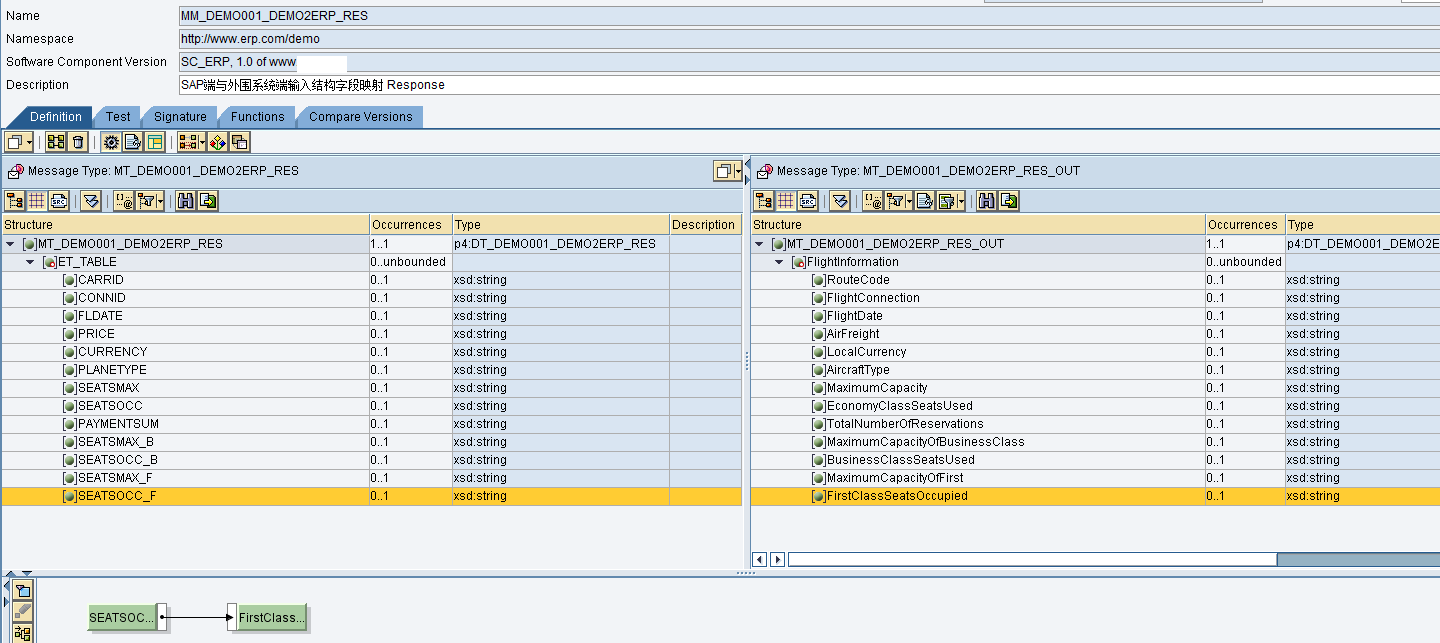 Name MM_DEMO001_DEMO2ERP_RES
Namespace http://www.erp.com/demo
Software Component Version SC_ERP, 1.0 of www
Description SAP端与外围系统端输入结构字段映射 Response
Definition Test Signature Functions Compare Versions
Message Type: MT_DEMO001_DEMO2ERP_RES
Message Type: MT_DEMO001_DEMO2ERP_RES_OUT
Structure Occurrences Type Description
MT_DEMO001_DEMO2ERP_RES 1..1 p4:DT_DEMO001_DEMO2ERP_RES
ET_TABLE 0..unbounded
CARRID 0..1 xsd:string
CONNID 0..1 xsd:string
FLDATE 0..1 xsd:string
PRICE 0..1 xsd:string
CURRENCY 0..1 xsd:string
PLANETYPE 0..1 xsd:string
SEATSMAX 0..1 xsd:string
SEATSOCC 0..1 xsd:string
PAYMENTSUM 0..1 xsd:string
SEATSMAX_B 0..1 xsd:string
SEATSOCC_B 0..1 xsd:string
SEATSMAX_F 0..1 xsd:string
SEATSOCC_F 0..1 xsd:string
Structure Occurrences Type
MT_DEMO001_DEMO2ERP_RES_OUT 1..1 p4:DT_DEMO001_DEMO2E
FlightInformation 0..unbounded
RouteCode 0..1 xsd:string
FlightConnection 0..1 xsd:string
FlightDate 0..1 xsd:string
AirFreight 0..1 xsd:string
LocalCurrency 0..1 xsd:string
AircraftType 0..1 xsd:string
MaximumCapacity 0..1 xsd:string
EconomyClassSeatsUsed 0..1 xsd:string
TotalNumberOfReservations 0..1 xsd:string
MaximumCapacityOfBusinessClass 0..1 xsd:string
BusinessClassSeatsUsed 0..1 xsd:string
MaximumCapacityOfFirst 0..1 xsd:string
FirstClassSeatsOccupied 0..1 xsd:string
SEATSOC... FirstClass...